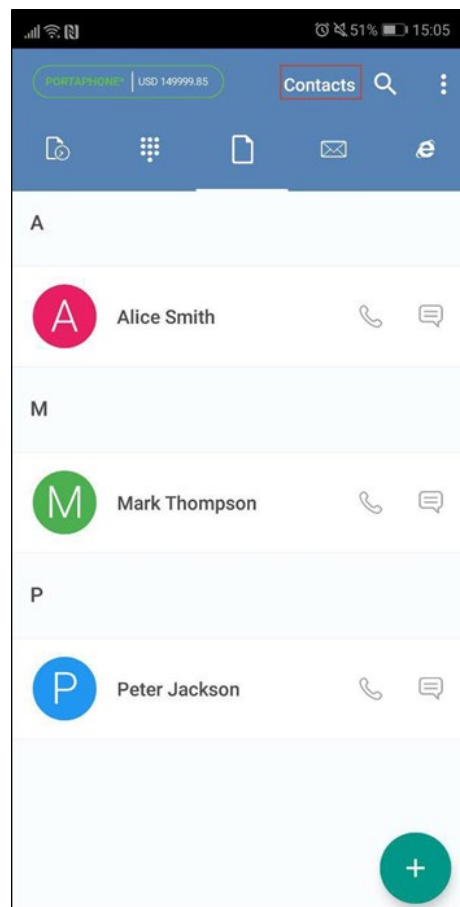 51% 15:05
PORTAPHONE* USD 149999.85 Contacts
A
A Alice Smith
M
M Mark Thompson
P
P Peter Jackson